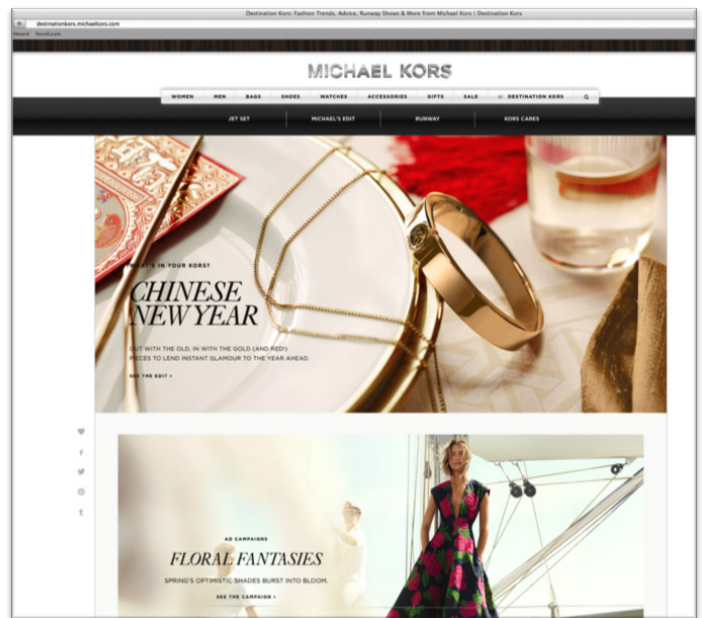 Destination Kors: Fashion Trends, Advice, Runway Shows & More from Michael Kors | Destination Kors
destinationkors.michaelkors.com
MICHAEL KORS
WOMEN MEN BAGS SHOES WATCHES ACCESSORIES GIFTS SALE DESTINATION KORS
JET SET MICHAEL'S EDIT RUNWAY KORS CARES
WHAT'S IN YOUR KORS?
CHINESE
NEW YEAR
OUT WITH THE OLD, IN WITH THE GOLD (AND RED!)
PIECES TO LEND INSTANT GLAMOUR TO THE YEAR AHEAD.
SEE THE EDIT >
AD CAMPAIGNS
FLORAL FANTASIES
SPRING'S OPTIMISTIC SHADES BURST INTO BLOOM.
SEE THE CAMPAIGN >